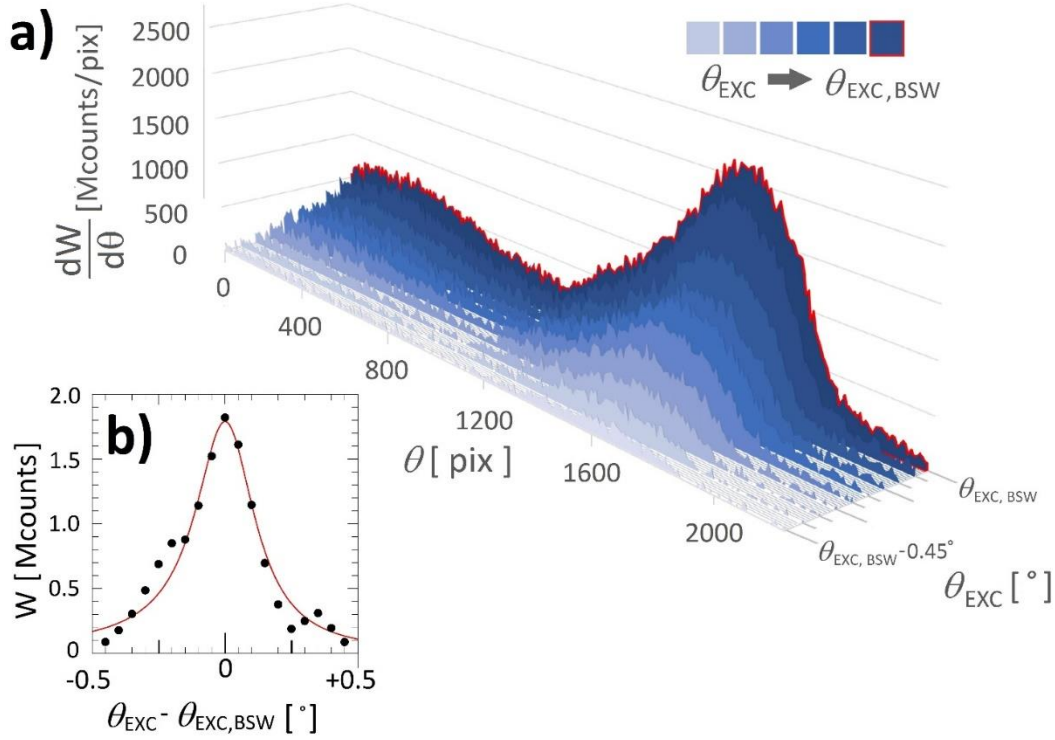 a)
dW
dθ
[Mcounts/pix]
2500
2000
1500
1000
500
0
θEXC ➡ θEXC,BSW
0
400
800
1200
1600
2000
θ [ pix ]
θEXC, BSW
θEXC, BSW -0.45°
θEXC [°]
b)
W [ Mcounts]
2.0
1.5
1.0
0.5
0
-0.5
0
+0.5
θEXC - θEXC,BSW [°]